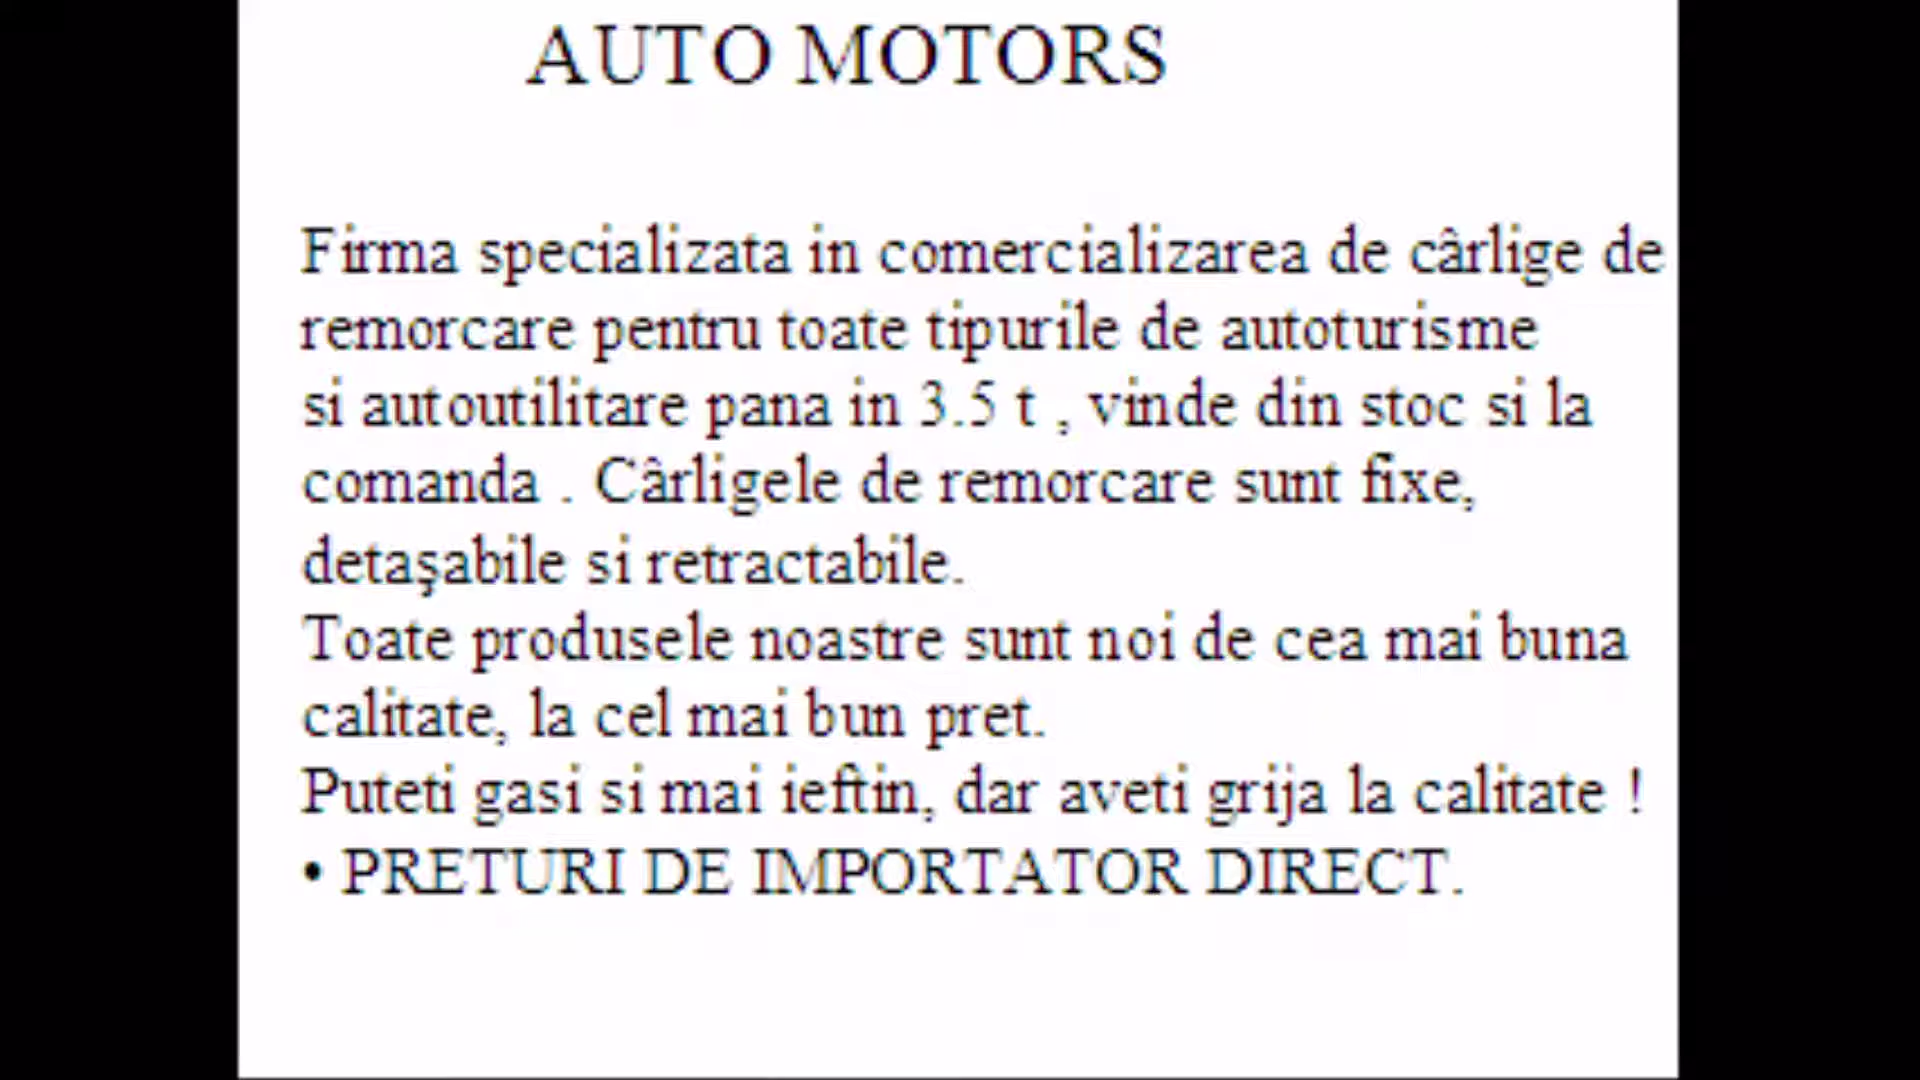 AUTO MOTORS
Firma specializata in comercializarea de cârlige de
remorcare pentru toate tipurile de autoturisme
si autoutilitare pana in 3.5 t , vinde din stoc si la
comanda . Cârligele de remorcare sunt fixe,
detaşabile si retractabile.
Toate produsele noastre sunt noi de cea mai buna
calitate, la cel mai bun pret.
Puteti gasi si mai ieftin, dar aveti grija la calitate !
• PRETURI DE IMPORTATOR DIRECT.